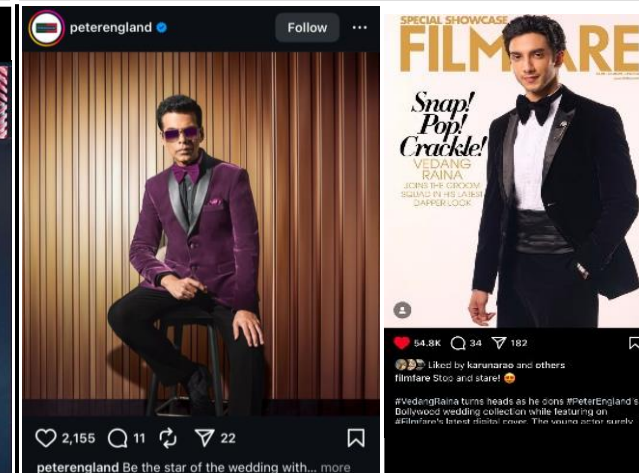 peterengland
Follow
2,155
11
22
peterengland Be the star of the wedding with... more
SPECIAL SHOWCASE
FILMFARE
Snap!
Pop!
Crackle!
VEDANG
RAINA
JOINS THE GROOM
SQUAD IN HIS LATEST
DAPPER LOOK
54.8K
34
182
Liked by karunarao and others
filmfare Stop and stare! 😍
#VedangRaina turns heads as he dons #PeterEngland's
Bollywood wedding collection while featuring on
#Filmfare's latest digital cover. The young actor surely